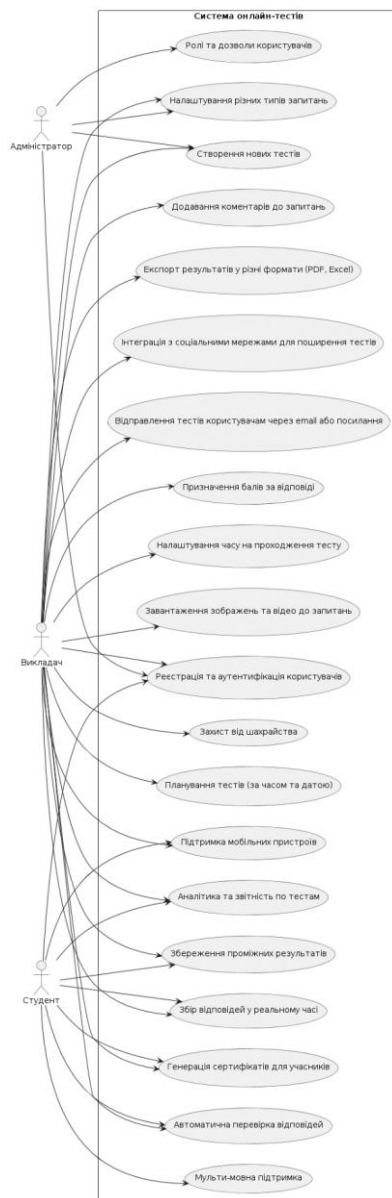 Система онлайн-тестів
Ролі та дозволи користувачів
Налаштування різних типів запитань
Адміністратор
Створення нових тестів
Додавання коментарів до запитань
Експорт результатів у різні формати (PDF, Excel)
Інтеграція з соціальними мережами для поширення тестів
Відправлення тестів користувачам через email або посилання
Призначення балів за відповіді
Налаштування часу на проходження тесту
Завантаження зображень та відео до запитань
Викладач
Реєстрація та аутентифікація користувачів
Захист від шахрайства
Планування тестів (за часом та датою)
Підтримка мобільних пристроїв
Аналітика та звітність по тестам
Збереження проміжних результатів
Студент
Збір відповідей у реальному часі
Генерація сертифікатів для учасників
Автоматична перевірка відповідей
Мульти-мовна підтримка